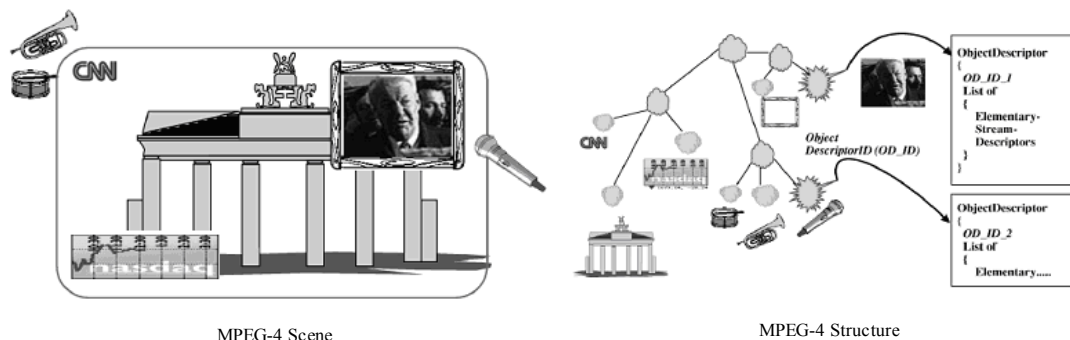 CNN
nasdaq
MPEG-4 Scene
CNN
nasdaq
Object
DescriptorID (OD_ID)
ObjectDescriptor
{
OD_ID_1
List of
{
Elementary-
Stream-
Descriptors
}
}
ObjectDescriptor
{
OD_ID_2
List of
{
Elementary.....
MPEG-4 Structure